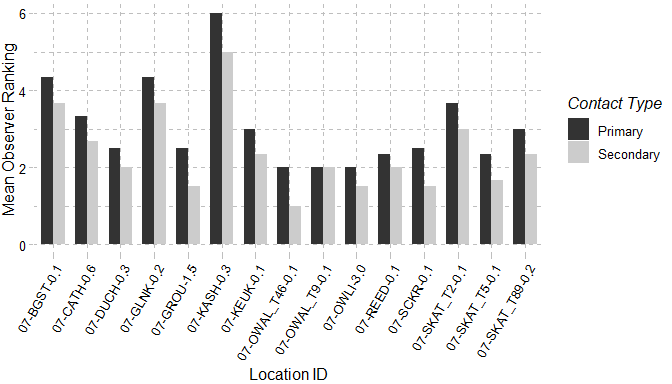 Mean Observer Ranking
6
4
2
0
07-BGST-0.1
07-CATH-0.6
07-DUCH-0.3
07-GLNK-0.2
07-GROU-1.5
07-KASH-0.3
07-KEUK-0.1
07-OWAL_T46-0.1
07-OWAL_T9-0.1
07-OWLI-3.0
07-REED-0.1
07-SCKR-0.1
07-SKAT_T2-0.1
07-SKAT_T5-0.1
07-SKAT_T89-0.2
Location ID
Contact Type
Primary
Secondary